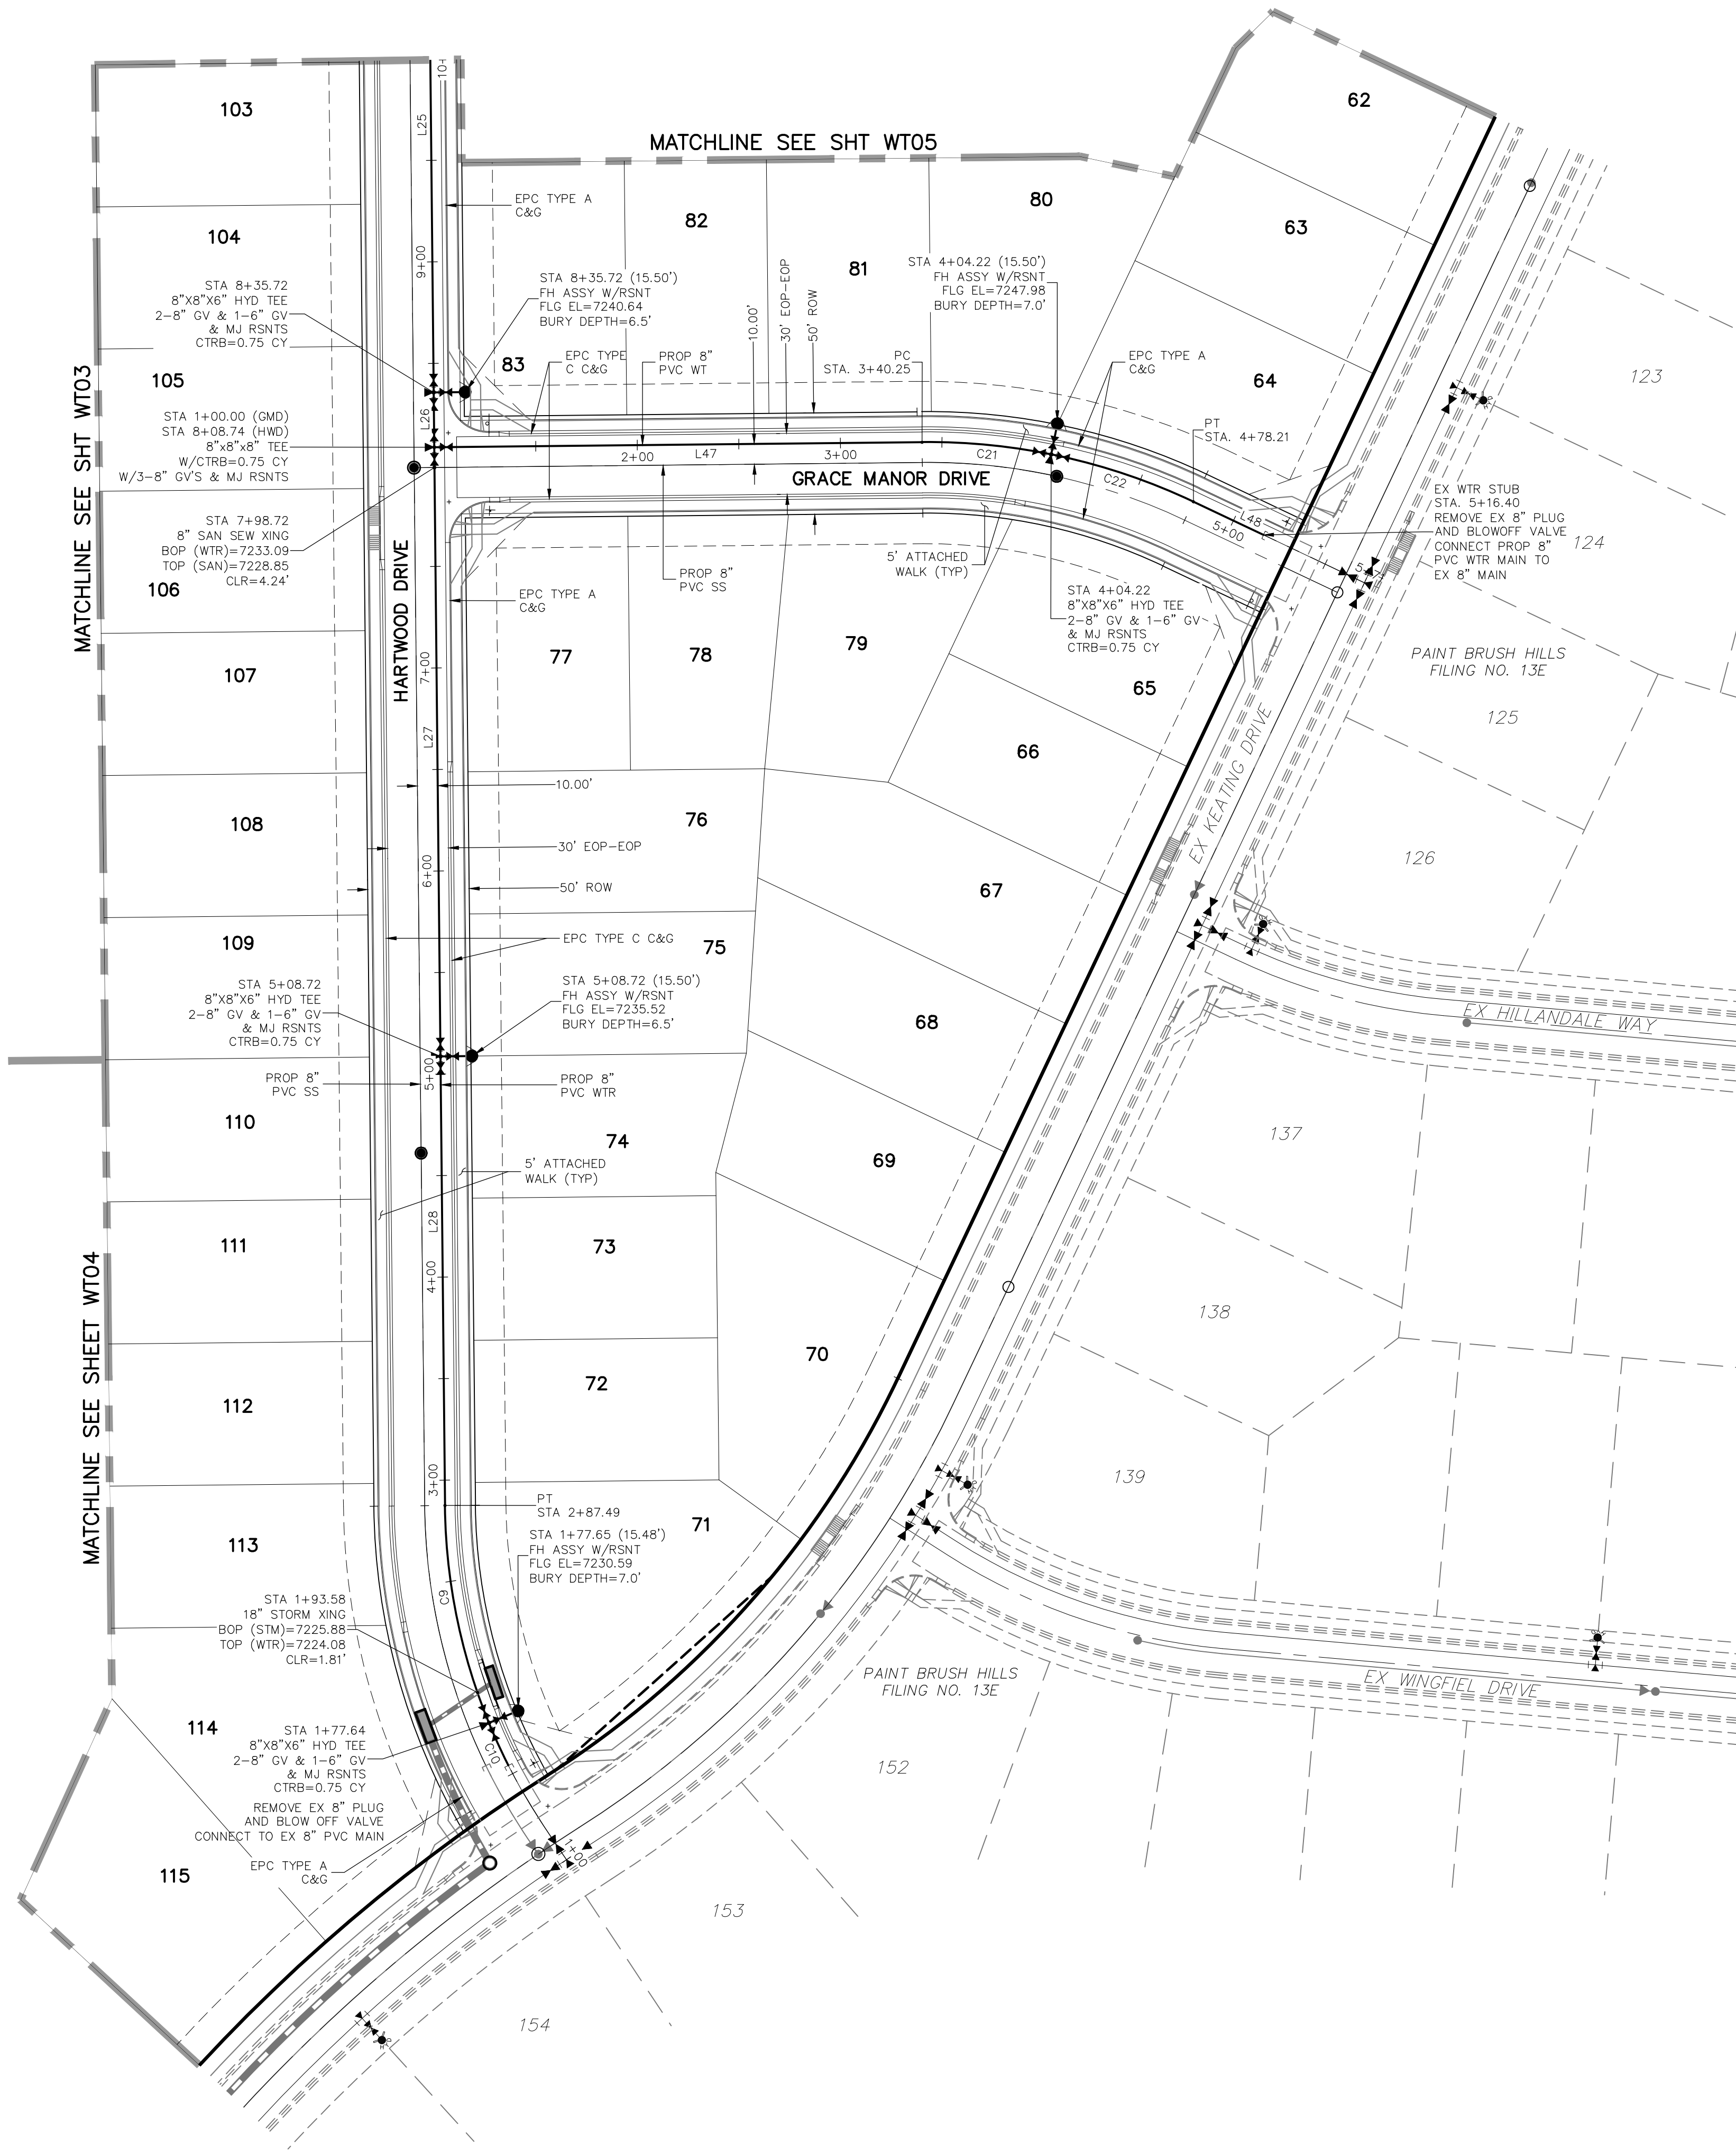 62
103
MATCHLINE SEE SHT WT05
10+
L25
EPC TYPE A
C&G
82
80
63
104
9+00
81
STA 8+35.72
8"X8"X6" HYD TEE
2-8" GV & 1-6" GV
& MJ RSNTS
CTRB=0.75 CY
STA 8+35.72 (15.50')
FH ASSY W/RSNT
FLG EL=7240.64
BURY DEPTH=6.5'
STA 4+04.22 (15.50')
FH ASSY W/RSNT
FLG EL=7247.98
BURY DEPTH=7.0'
10.00'
30' EOP-EOP
50' ROW
83
EPC TYPE
C C&G
PROP 8"
PVC WT
PC
STA. 3+40.25
EPC TYPE A
C&G
64
123
105
MATCHLINE SEE SHT WT03
STA 1+00.00 (GMD)
STA 8+08.74 (HWD)
8"x8"x8" TEE
W/CTRB=0.75 CY
W/3-8" GV'S & MJ RSNTS
L26
2+00
L47
3+00
C21
PT
STA. 4+78.21
GRACE MANOR DRIVE
C22
L48
5+00
EX WTR STUB
STA. 5+16.40
REMOVE EX 8" PLUG
AND BLOWOFF VALVE
CONNECT PROP 8"
PVC WTR MAIN TO
EX 8" MAIN
124
STA 7+98.72
8" SAN SEW XING
BOP (WTR)=7233.09
TOP (SAN)=7228.85
CLR=4.24'
HARTWOOD DRIVE
106
PROP 8"
PVC SS
5' ATTACHED
WALK (TYP)
EPC TYPE A
C&G
STA 4+04.22
8"X8"X6" HYD TEE
2-8" GV & 1-6" GV
& MJ RSNTS
CTRB=0.75 CY
107
7+00
77
78
79
65
PAINT BRUSH HILLS
FILING NO. 13E
125
L27
66
EX KEATING DRIVE
10.00'
108
76
126
30' EOP-EOP
6+00
50' ROW
67
109
EPC TYPE C C&G
75
STA 5+08.72
8"X8"X6" HYD TEE
2-8" GV & 1-6" GV
& MJ RSNTS
CTRB=0.75 CY
STA 5+08.72 (15.50')
FH ASSY W/RSNT
FLG EL=7235.52
BURY DEPTH=6.5'
68
EX HILLANDALE WAY
PROP 8"
PVC SS
5+00
PROP 8"
PVC WTR
110
74
137
5' ATTACHED
WALK (TYP)
69
MATCHLINE SEE SHEET WT04
L28
111
73
4+00
138
70
112
72
3+00
139
PT
STA 2+87.49
71
113
STA 1+77.65 (15.48')
FH ASSY W/RSNT
FLG EL=7230.59
BURY DEPTH=7.0'
C9
STA 1+93.58
18" STORM XING
BOP (STM)=7225.88
TOP (WTR)=7224.08
CLR=1.81'
PAINT BRUSH HILLS
FILING NO. 13E
EX WINGFIEL DRIVE
114
STA 1+77.64
8"X8"X6" HYD TEE
2-8" GV & 1-6" GV
& MJ RSNTS
CTRB=0.75 CY
C10
152
REMOVE EX 8" PLUG
AND BLOW OFF VALVE
CONNECT TO EX 8" PVC MAIN
1+00
EPC TYPE A
C&G
115
153
154